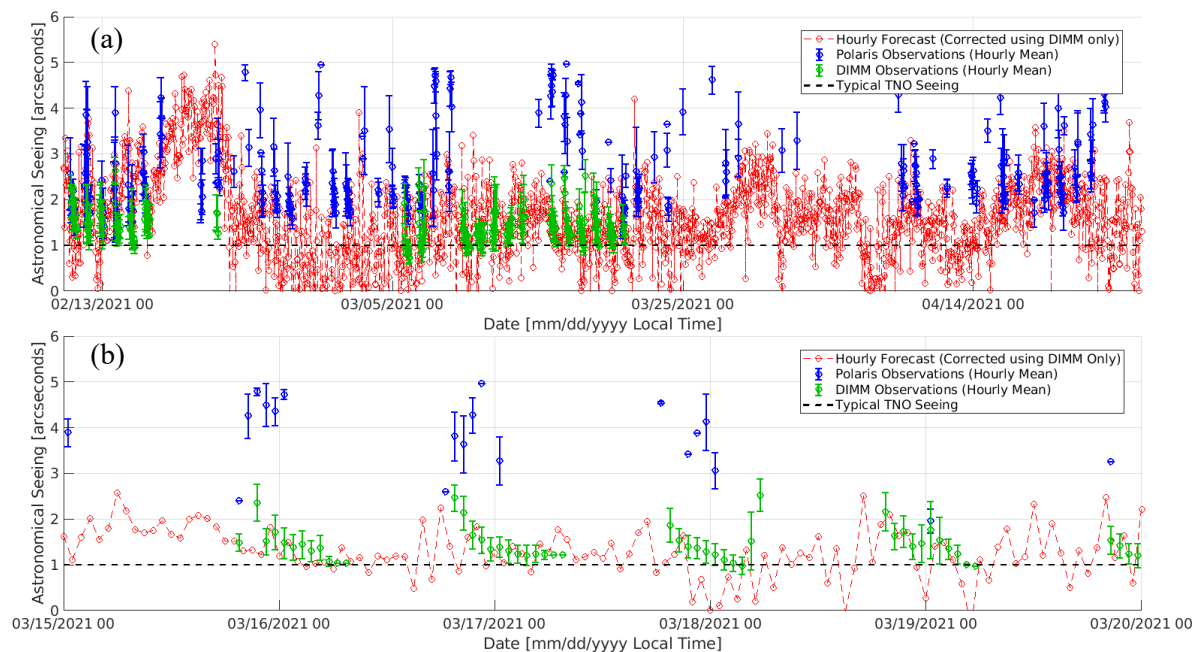 (a)
6
5
4
3
2
1
0
Astronomical Seeing [arcseconds]
Hourly Forecast (Corrected using DIMM only)
Polaris Observations (Hourly Mean)
DIMM Observations (Hourly Mean)
Typical TNO Seeing
02/13/2021 00
03/05/2021 00
03/25/2021 00
04/14/2021 00
Date [mm/dd/yyyy Local Time]
(b)
6
5
4
3
2
1
0
Astronomical Seeing [arcseconds]
Hourly Forecast (Corrected using DIMM Only)
Polaris Observations (Hourly Mean)
DIMM Observations (Hourly Mean)
Typical TNO Seeing
03/15/2021 00
03/16/2021 00
03/17/2021 00
03/18/2021 00
03/19/2021 00
03/20/2021 00
Date [mm/dd/yyyy Local Time]